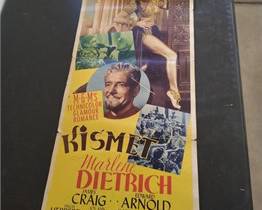 M-G-M'S
TECHNICOLOR
GLAMOUR
ROMANCE
KISMET
Marlene
DIETRICH
JAMES EDWARD
CRAIG . . ARNOLD